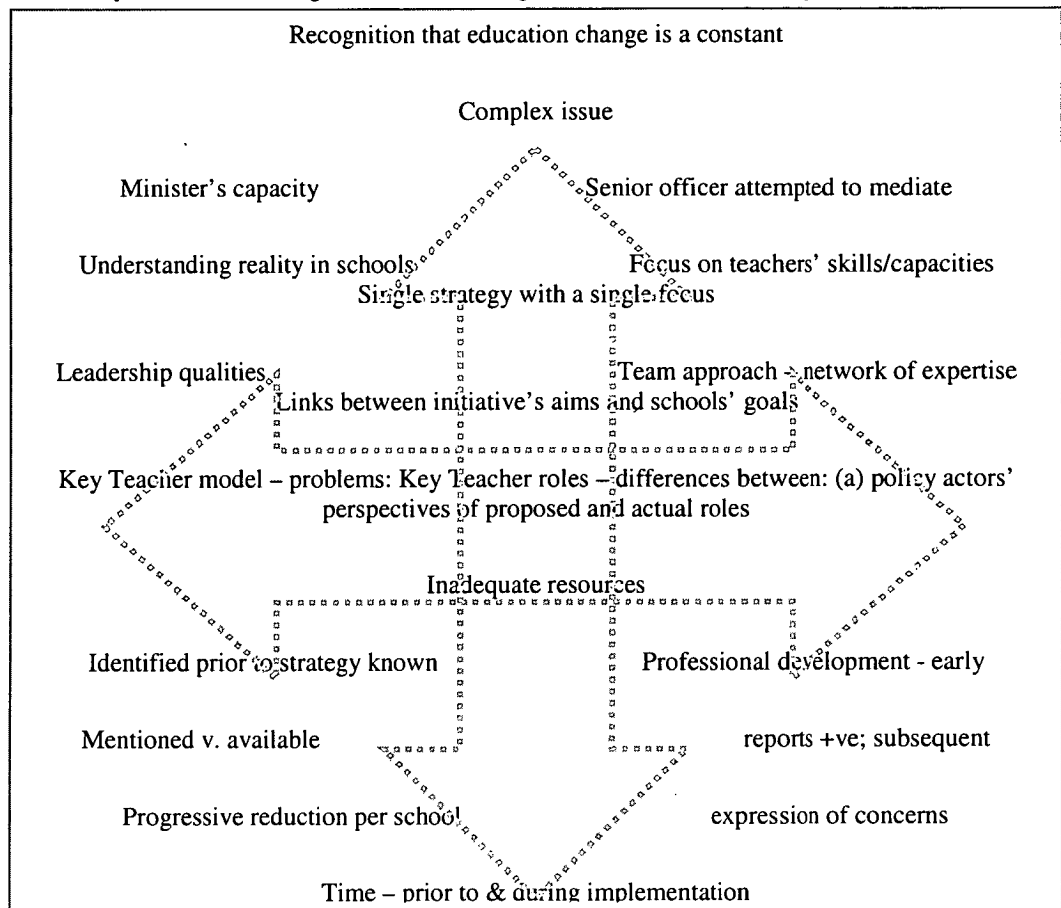 Recognition that education change is a constant
Complex issue
Minister's capacity
Senior officer attempted to mediate
Understanding reality in schools
Focus on teachers' skills/capacities
Single strategy with a single focus
Leadership qualities
Team approach - network of expertise
Links between initiative's aims and schools' goals
Key Teacher model – problems: Key Teacher roles – differences between: (a) policy actors'
perspectives of proposed and actual roles
Inadequate resources
Identified prior to strategy known
Professional development - early
Mentioned v. available
reports +ve; subsequent
Progressive reduction per school
expression of concerns
Time – prior to & during implementation